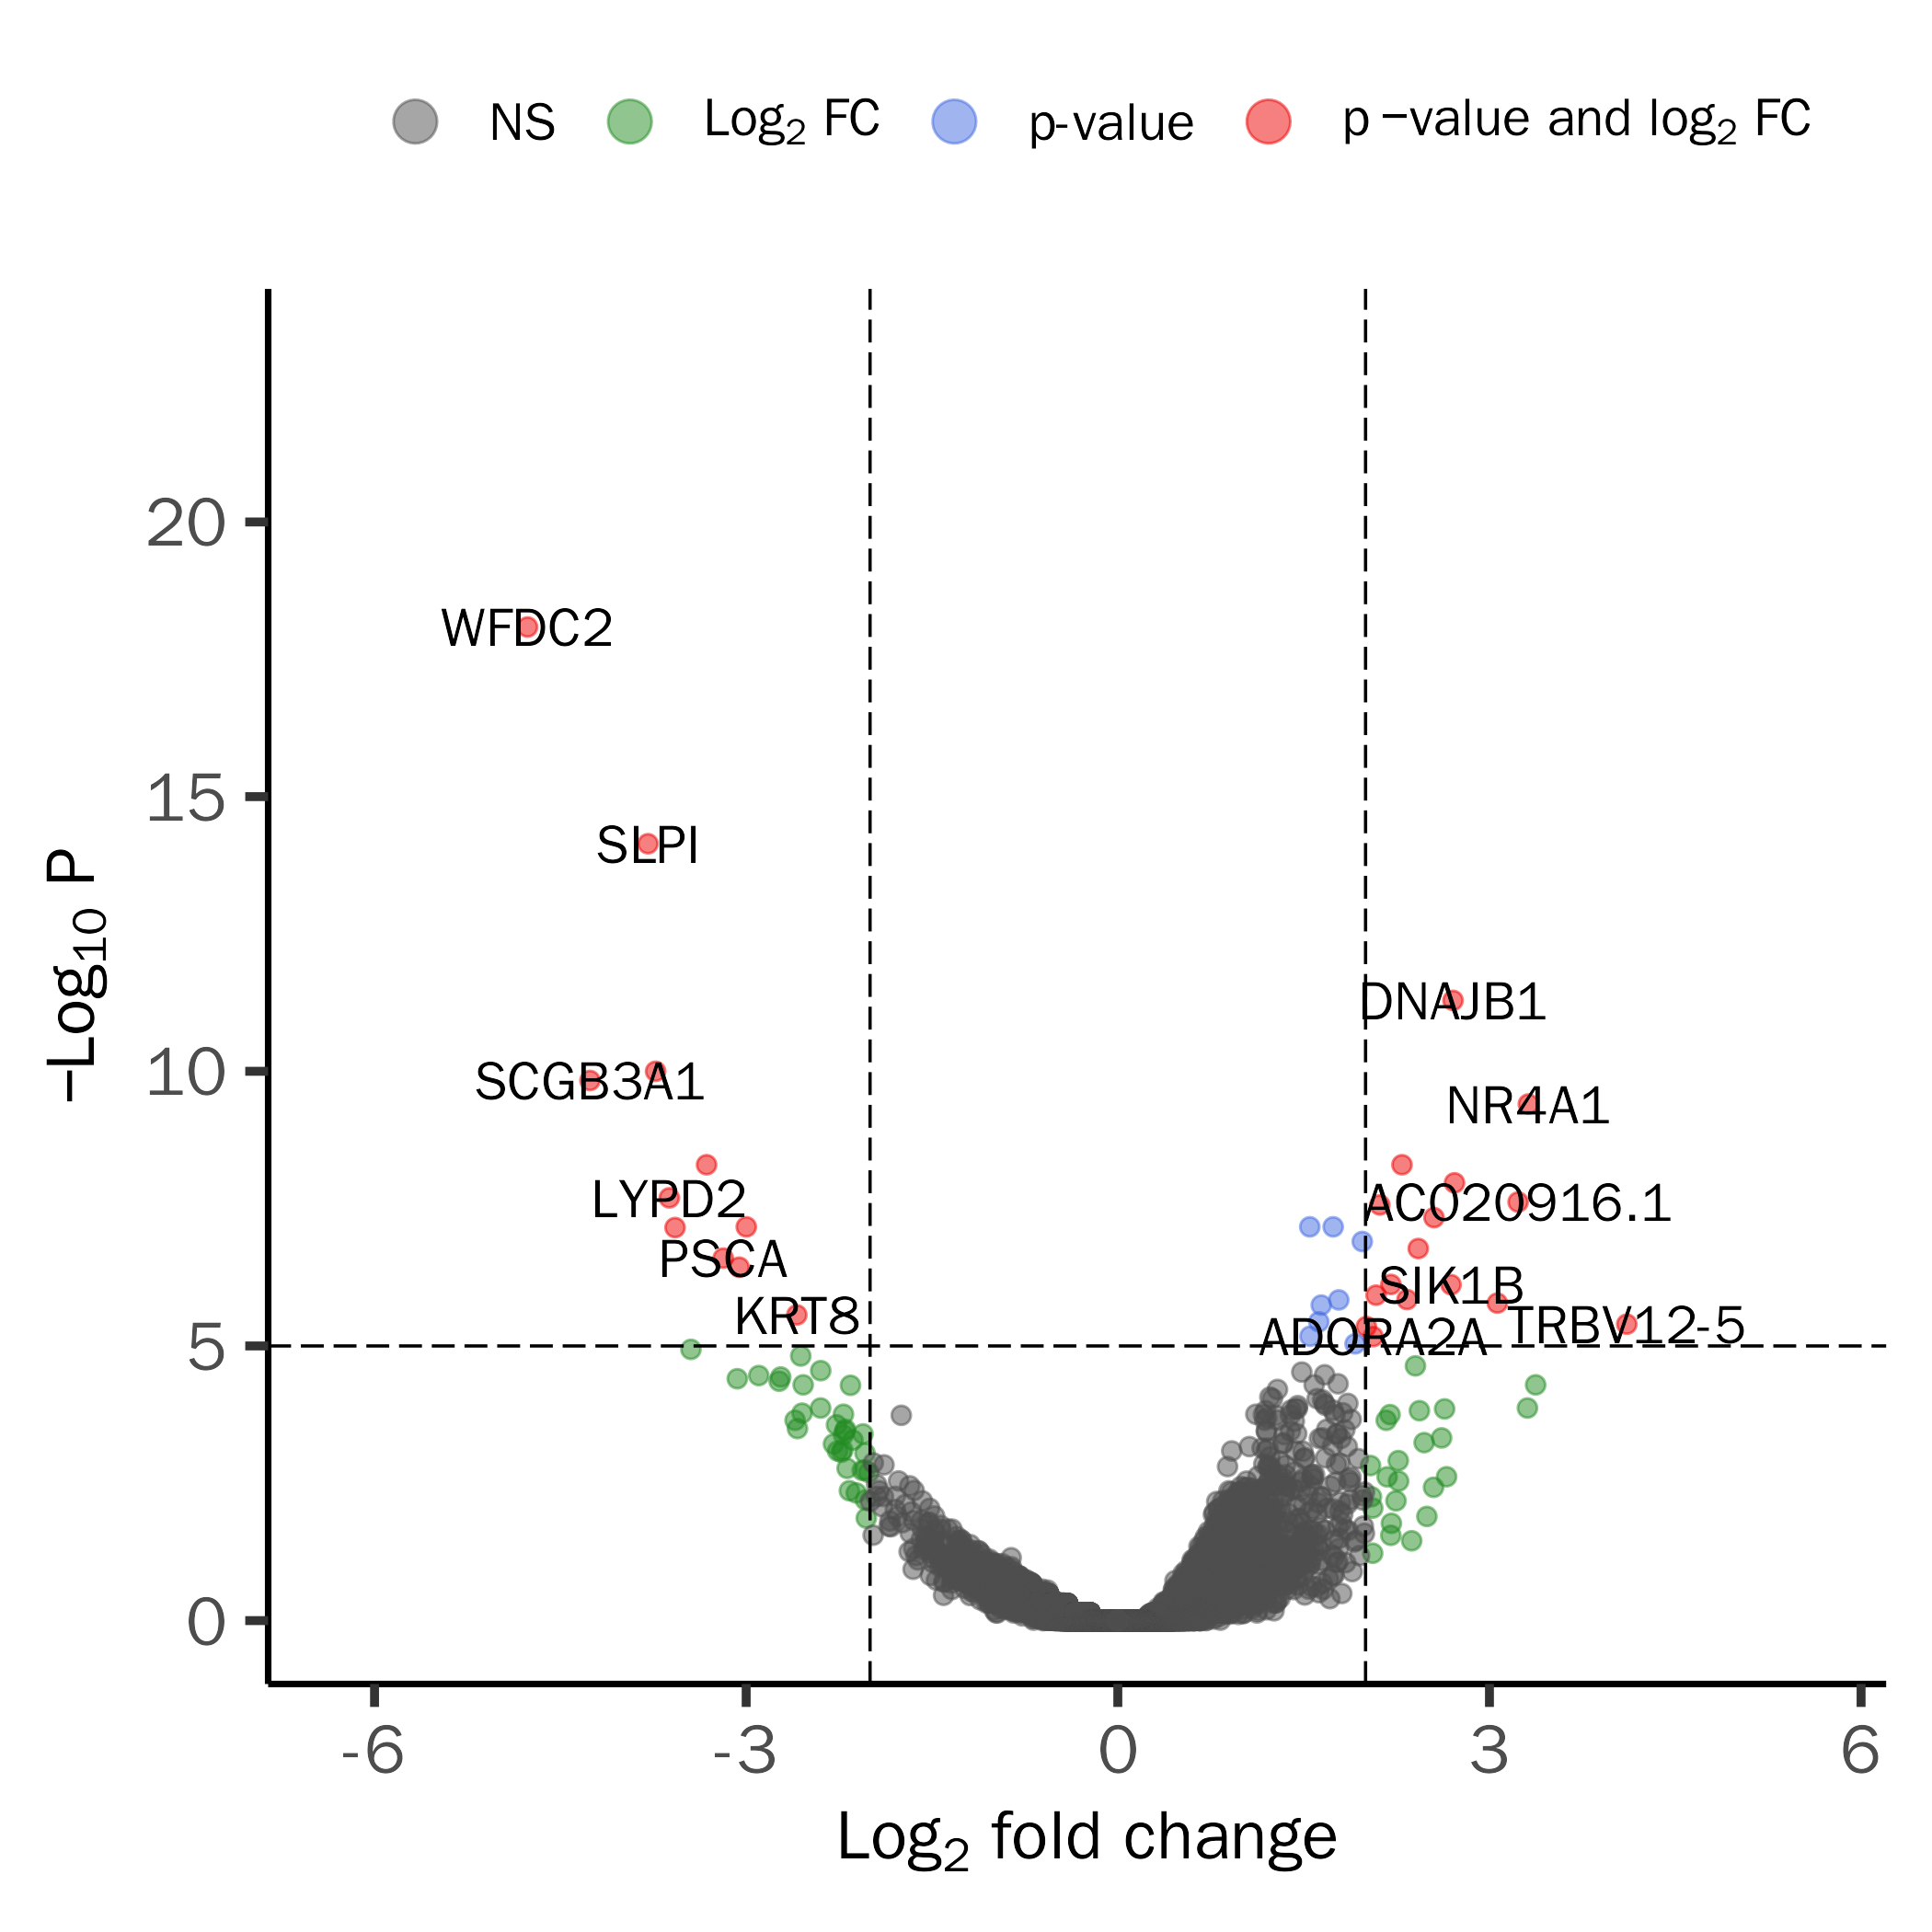 NS Log2 FC p-value p −value and log2 FC
20
WFDC2
15
SLPI
DNAJB1
10
SCGB3A1
NR4A1
LYPD2
AC020916.1
PSCA
SIK1B
KRT8
TRBV12-5
ADORA2A
5
0
−Log10 P
-6 -3 0 3 6
Log2 fold change